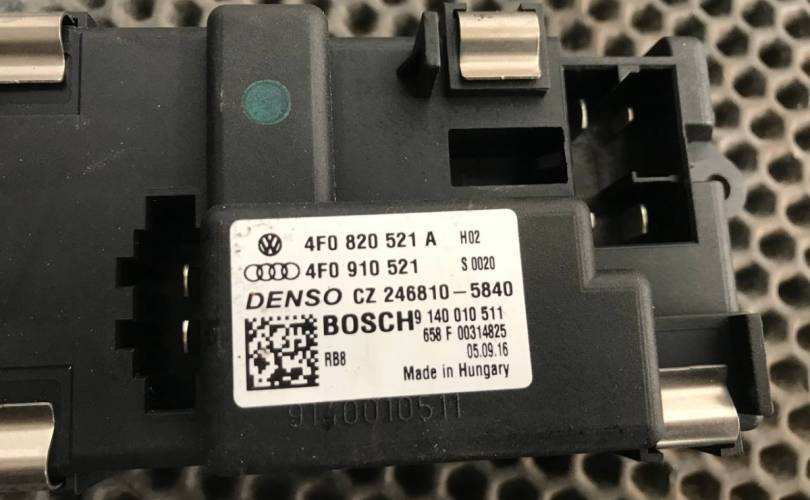 4F0 820 521 A H02
4F0 910 521 S 0020
DENSO CZ 246810-5840
BOSCH 9 140 010 511
658 F 00314825
RB8 05.09.16
Made in Hungary
9140010511